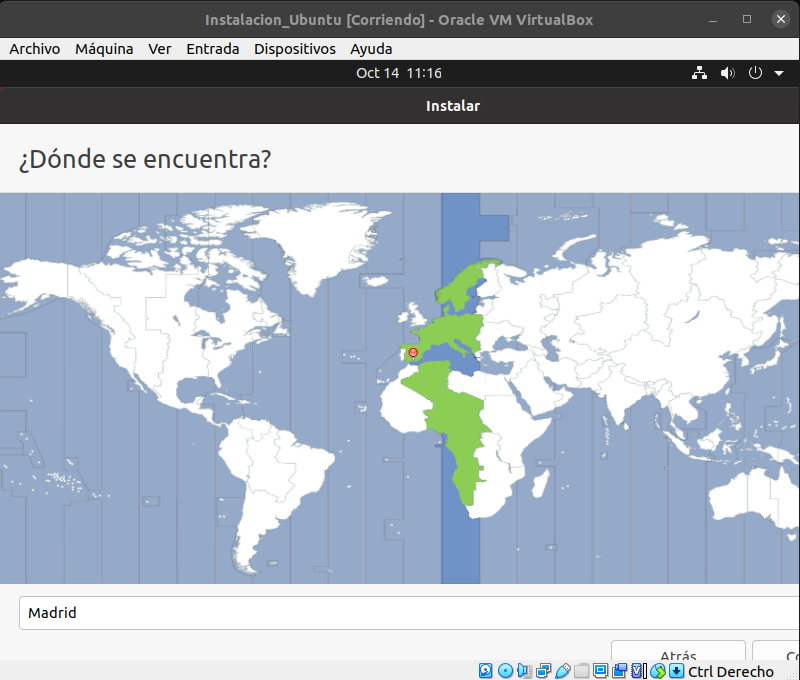 Instalacion_Ubuntu [Corriendo] - Oracle VM VirtualBox
Archivo Máquina Ver Entrada Dispositivos Ayuda
Oct 14 11:16
Instalar
¿Dónde se encuentra?
Madrid
Atrás
Ctrl Derecho